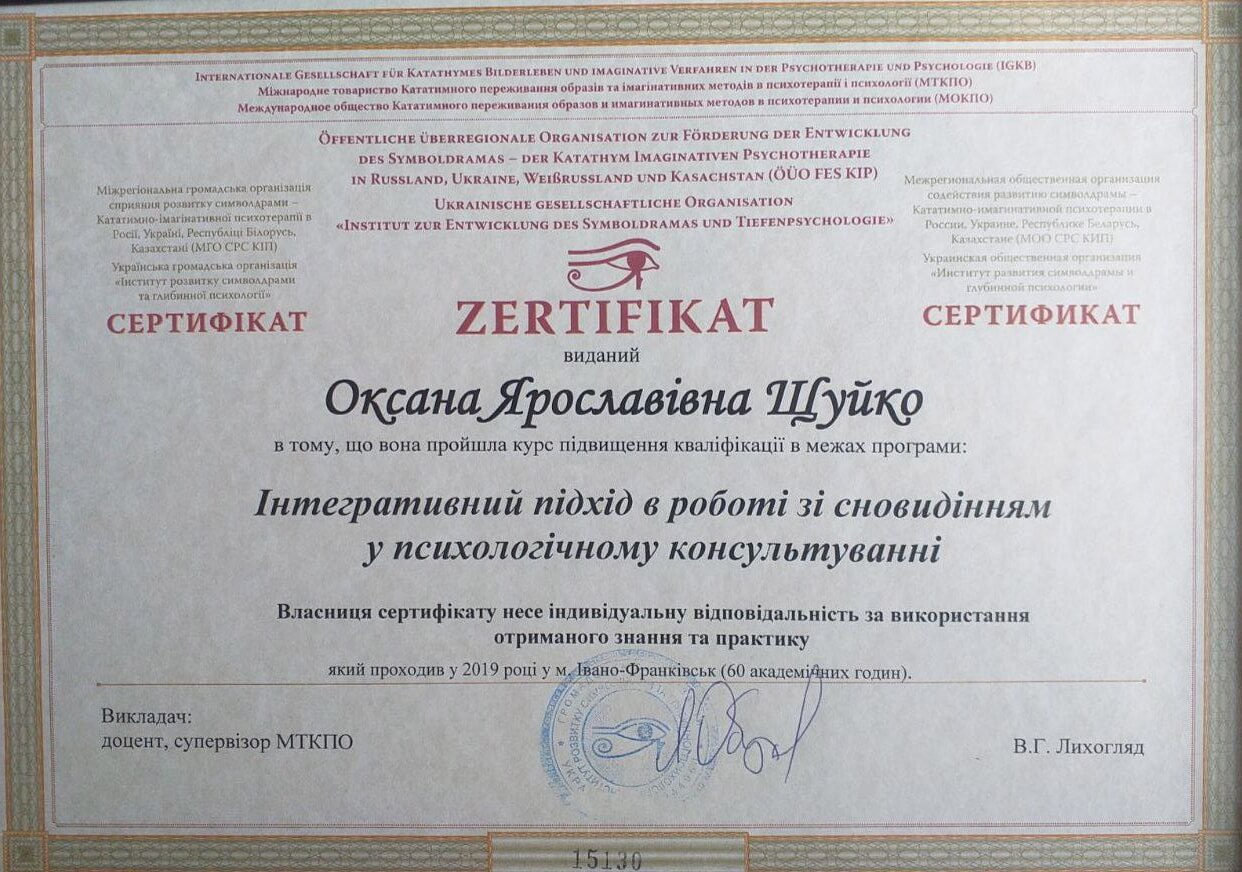 Internationale Gesellschaft für Katathymes Bilderleben und imaginative Verfahren in der Psychotherapie und Psychologie (IGKB)
Міжнародне товариство Кататимного переживання образів та імагінативних методів в психотерапії і психології (МТКПО)
Международное общество Кататимного переживания образов и имагинативных методов в психотерапии и психологии (МОКПО)
Öffentliche überregionale Organisation zur Förderung der Entwicklung
des Symboldramas – der Katathym Imaginativen Psychotherapie
in Russland, Ukraine, Weißrussland und Kasachstan (ÖÜO FES KIP)
Ukrainische gesellschaftliche Organisation
«Institut zur Entwicklung des Symboldramas und Tiefenpsychologie»
Міжрегіональна громадська організація
сприяння розвитку символдрами –
Кататимно-імагінативної психотерапії в
Росії, Україні, Республіці Білорусь,
Казахстані (МГО СРС КІП)
Українська громадська організація
«Інститут розвитку символдрами
та глибинної психології»
СЕРТИФІКАТ
Межрегиональная общественная организация
содействия развитию символдрамы –
Кататимно-имагинативной психотерапии в
России, Украине, Республике Беларусь,
Казахстане (МОО СРС КИП)
Украинская общественная организация
«Институт развития символдрамы и
глубинной психологии»
СЕРТИФИКАТ
ZERTIFIKAT
виданий
Оксана Ярославівна Щуйко
в тому, що вона пройшла курс підвищення кваліфікації в межах програми:
Інтегративний підхід в роботі зі сновидінням
у психологічному консультуванні
Власниця сертифікату несе індивідуальну відповідальність за використання
отриманого знання та практику
який проходив у 2019 році у м. Івано-Франківськ (60 академічних годин).
Викладач:
доцент, супервізор МТКПО
В.Г. Лихогляд
15130